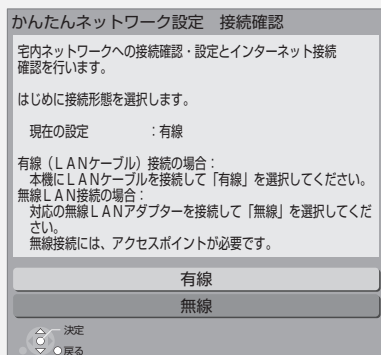 かんたんネットワーク設定　接続確認
宅内ネットワークへの接続確認・設定とインターネット接続
確認を行います。
はじめに接続形態を選択します。
現在の設定　　　：有線
有線（ＬＡＮケーブル）接続の場合：
本機にＬＡＮケーブルを接続して「有線」を選択してください。
無線ＬＡＮ接続の場合：
対応の無線ＬＡＮアダプターを接続して「無線」を選択してくだ
さい。
無線接続には、アクセスポイントが必要です。
有線
無線
決定
戻る